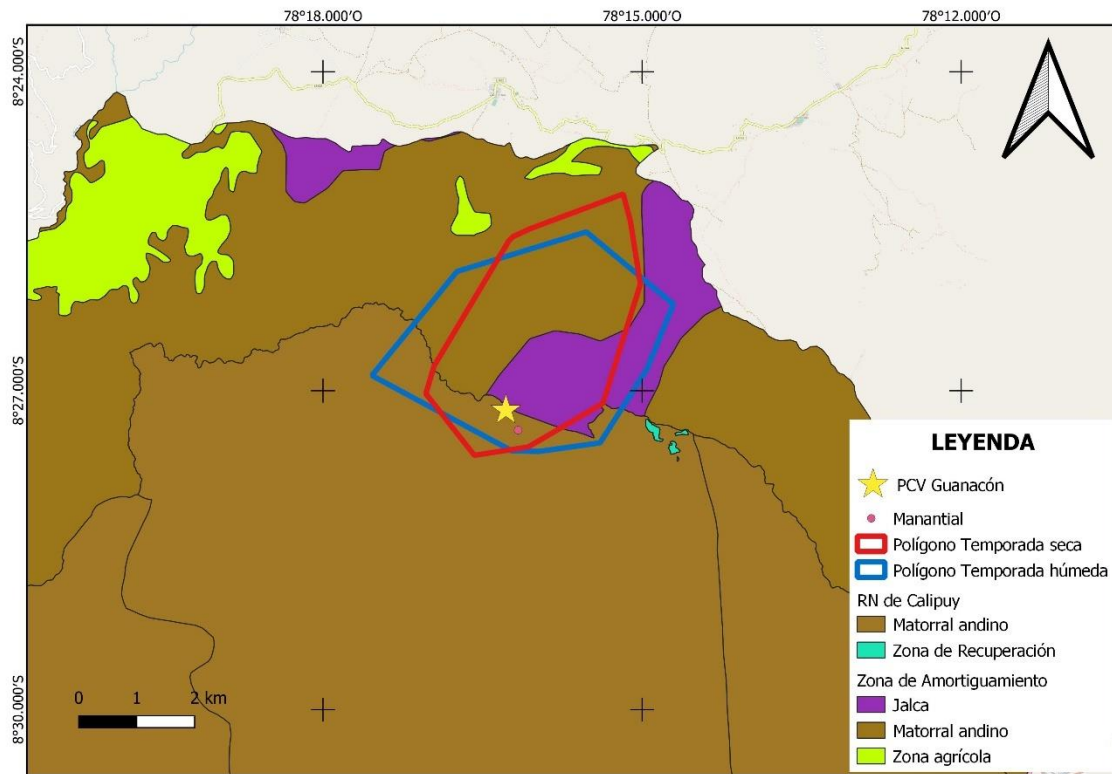 78°18.000'O
78°15.000'O
78°12.000'O
8°24.000'S
8°27.000'S
8°30.000'S
0 1 2 km
LEYENDA
PCV Guanacón
Manantial
Polígono Temporada seca
Polígono Temporada húmeda
RN de Calipuy
Matorral andino
Zona de Recuperación
Zona de Amortiguamiento
Jalca
Matorral andino
Zona agrícola